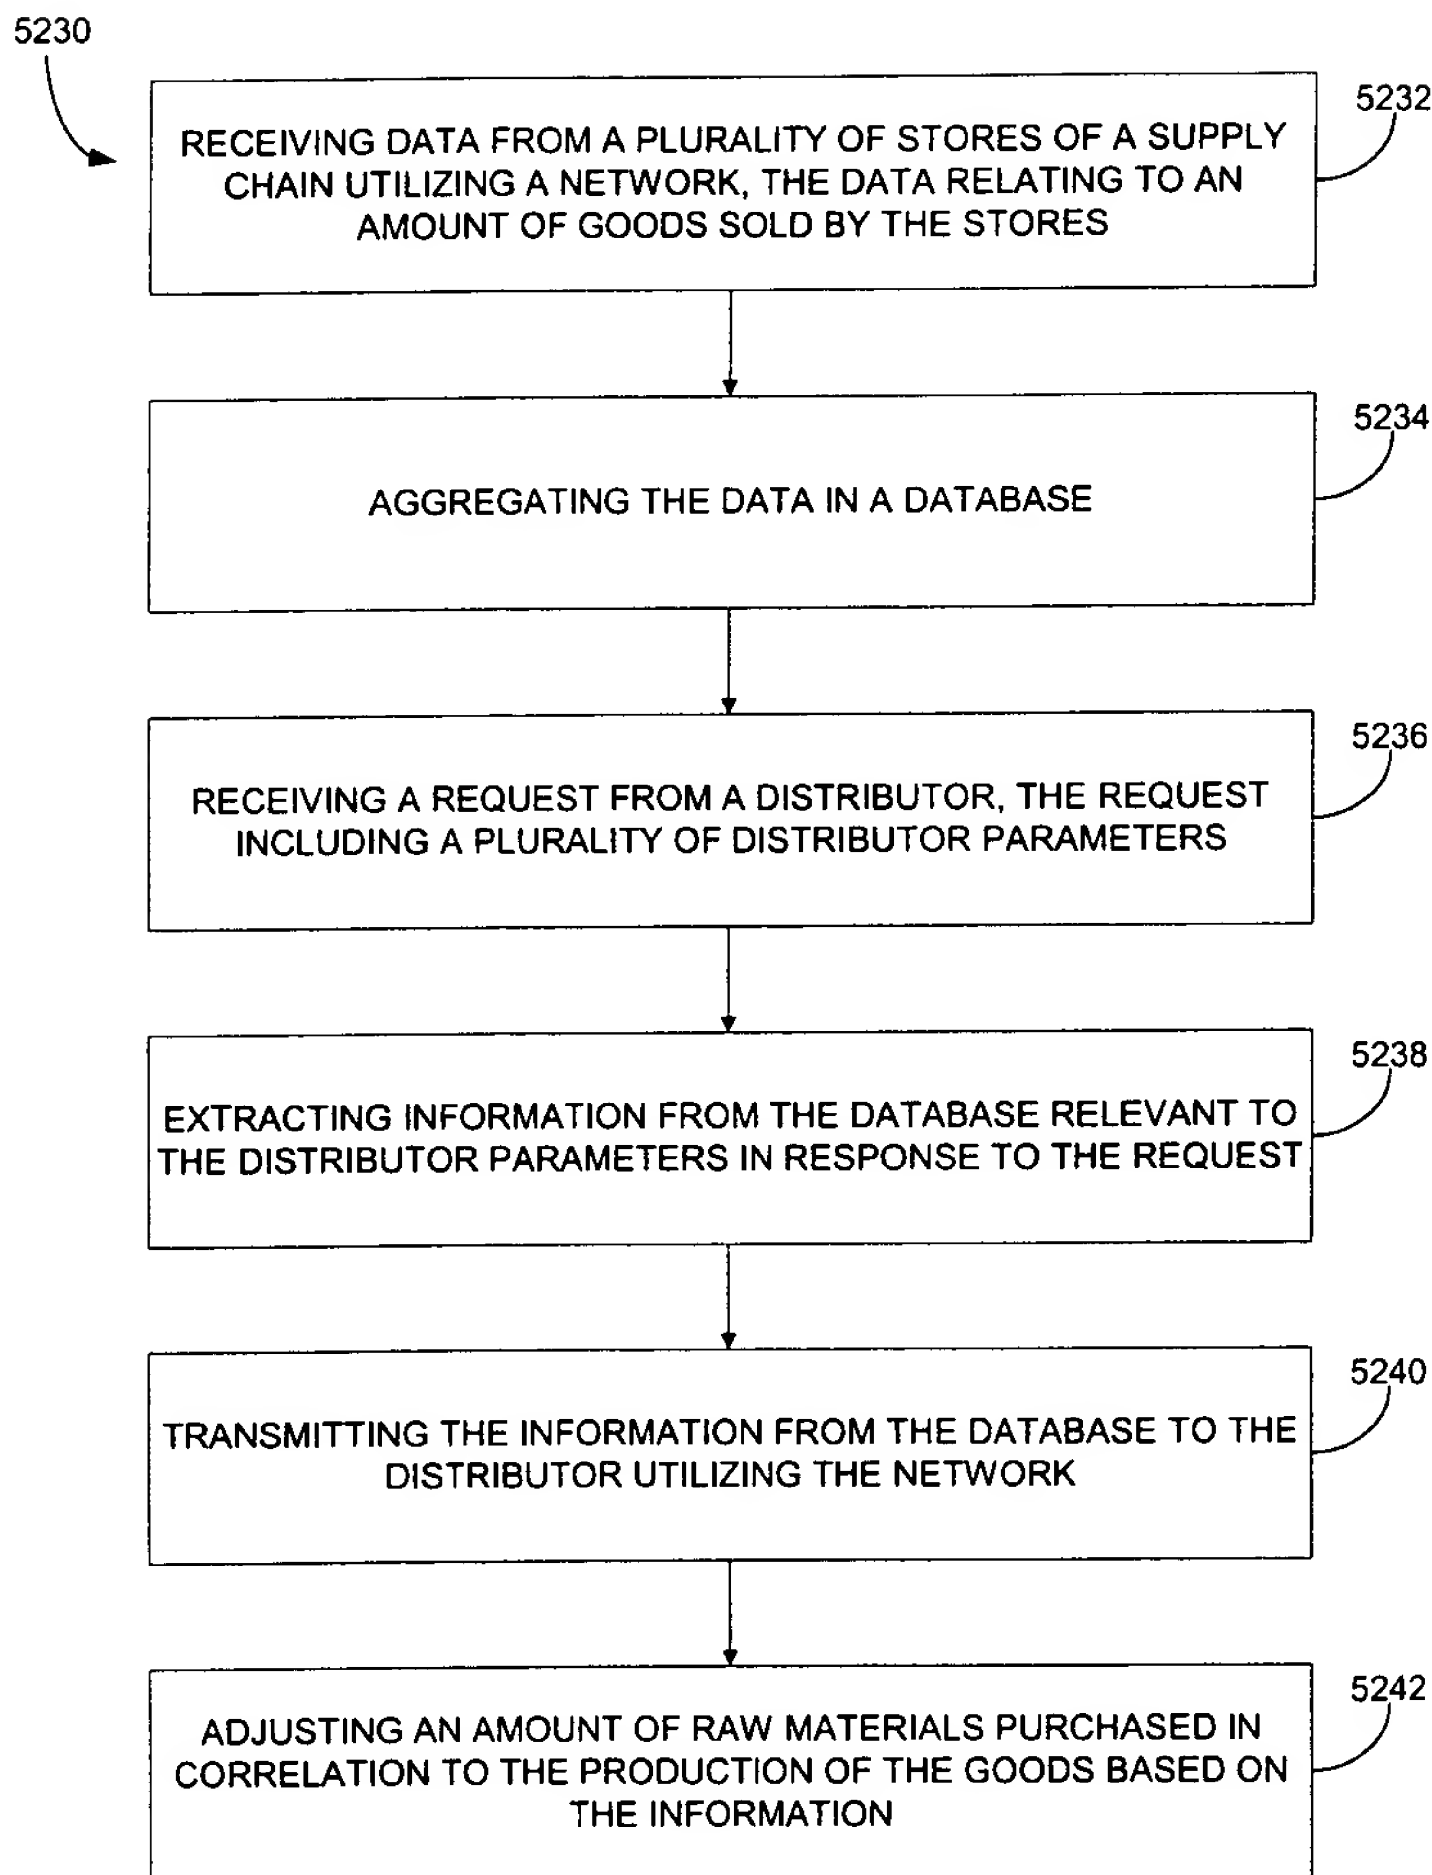 5230
5232
RECEIVING DATA FROM A PLURALITY OF STORES OF A SUPPLY
CHAIN UTILIZING A NETWORK, THE DATA RELATING TO AN
AMOUNT OF GOODS SOLD BY THE STORES
5234
AGGREGATING THE DATA IN A DATABASE
5236
RECEIVING A REQUEST FROM A DISTRIBUTOR, THE REQUEST
INCLUDING A PLURALITY OF DISTRIBUTOR PARAMETERS
5238
EXTRACTING INFORMATION FROM THE DATABASE RELEVANT TO
THE DISTRIBUTOR PARAMETERS IN RESPONSE TO THE REQUEST
5240
TRANSMITTING THE INFORMATION FROM THE DATABASE TO THE
DISTRIBUTOR UTILIZING THE NETWORK
5242
ADJUSTING AN AMOUNT OF RAW MATERIALS PURCHASED IN
CORRELATION TO THE PRODUCTION OF THE GOODS BASED ON
THE INFORMATION